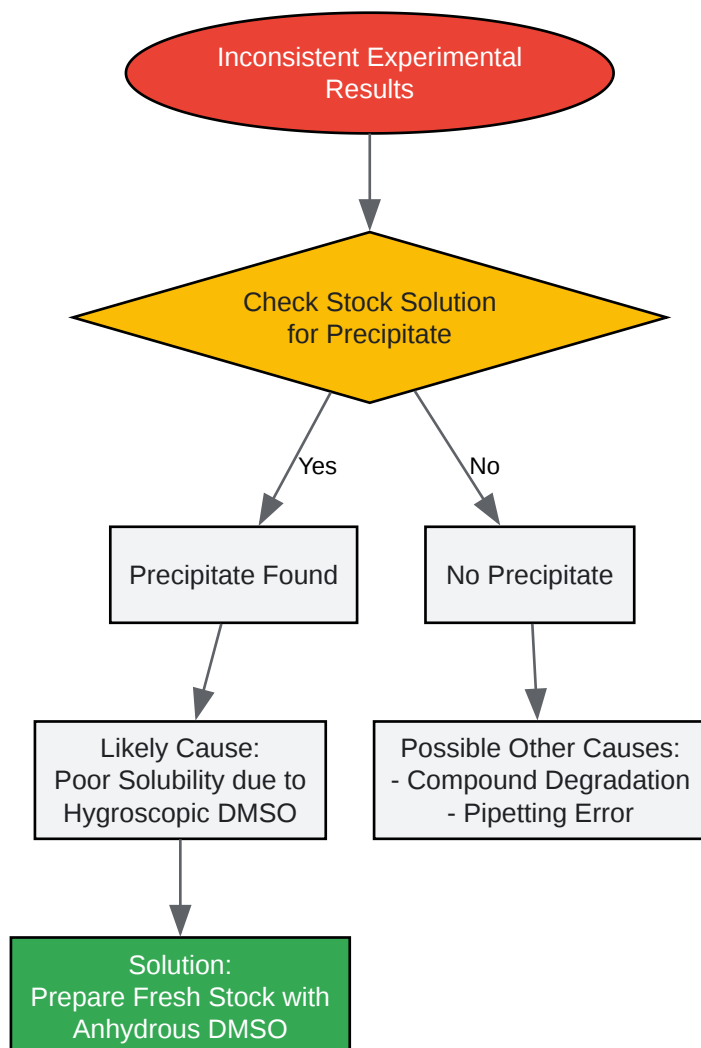 Inconsistent Experimental
Results
Check Stock Solution
for Precipitate
Yes
No
Precipitate Found
No Precipitate
Likely Cause:
Poor Solubility due to
Hygroscopic DMSO
Possible Other Causes:
- Compound Degradation
- Pipetting Error
Solution:
Prepare Fresh Stock with
Anhydrous DMSO